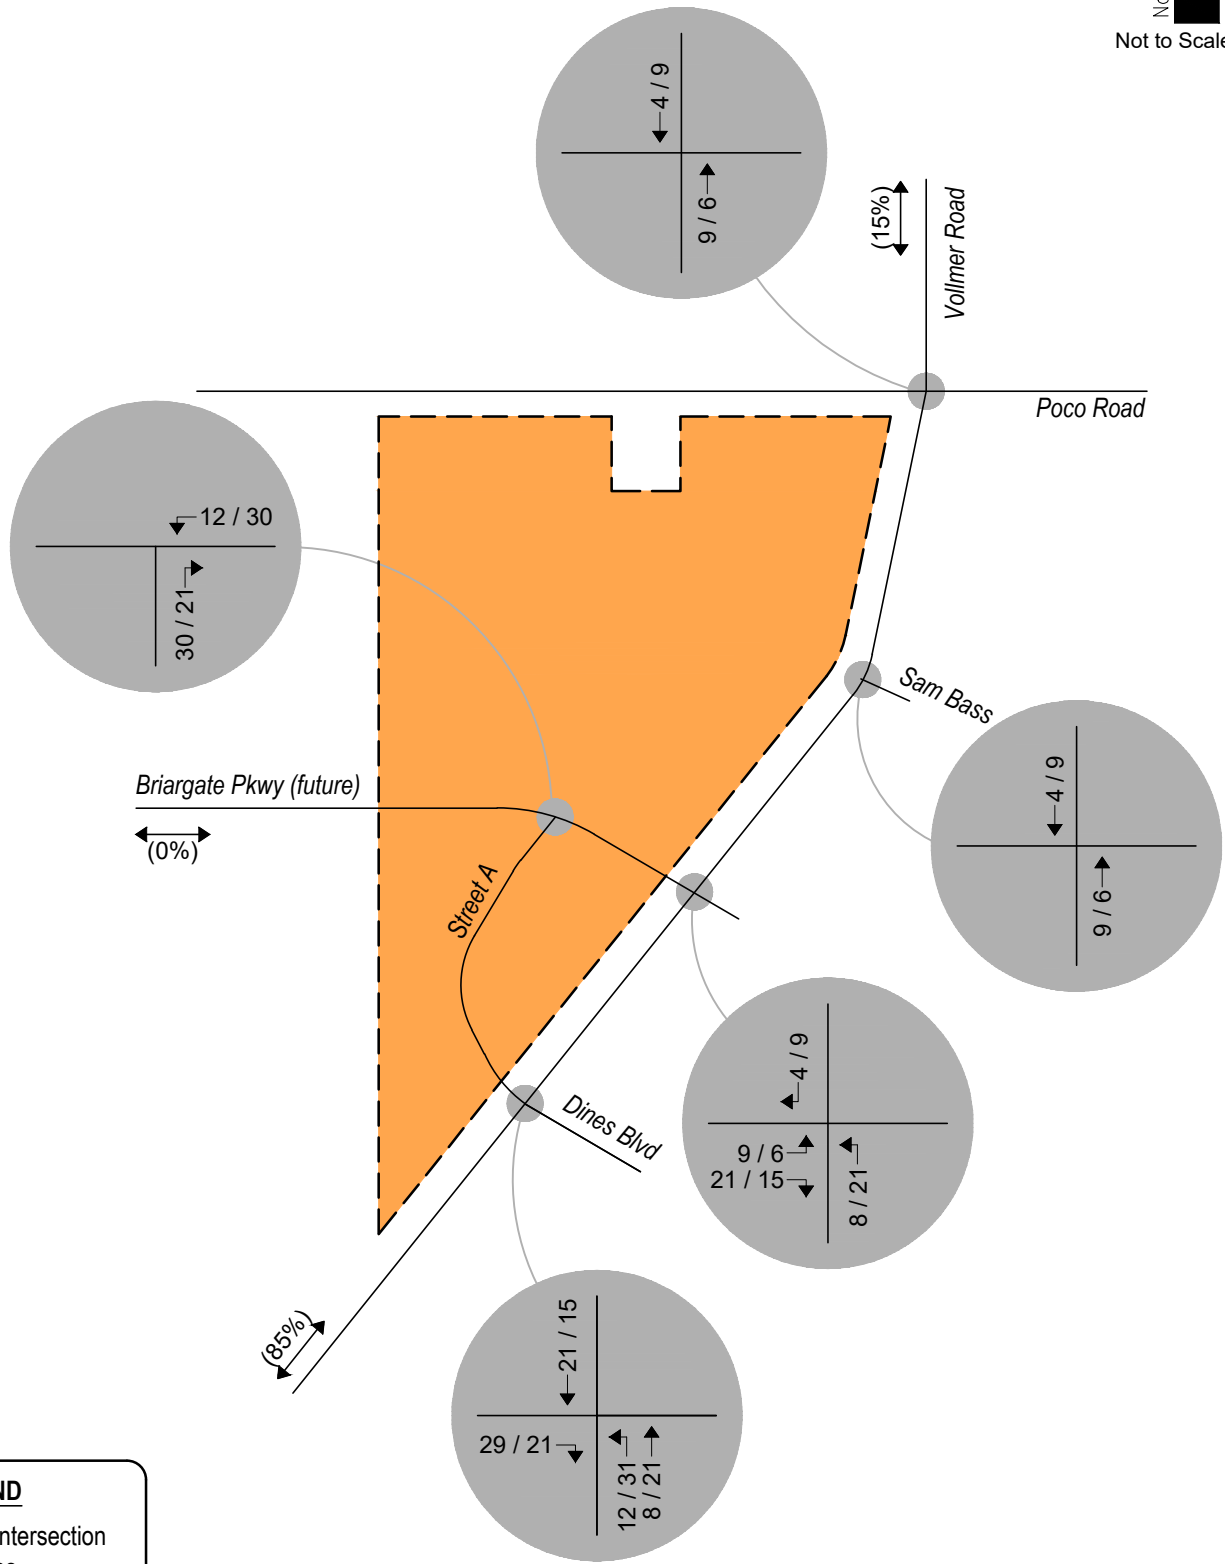 Not to Scale
4 / 9
9 / 6
(15%)
Vollmer Road
Poco Road
12 / 30
30 / 21
Sam Bass
Briargate Pkwy (future)
(0%)
4 / 9
9 / 6
Street A
4 / 9
9 / 6
21 / 15
8 / 21
Dines Blvd
(85%)
21 / 15
29 / 21
12 / 31
8 / 21